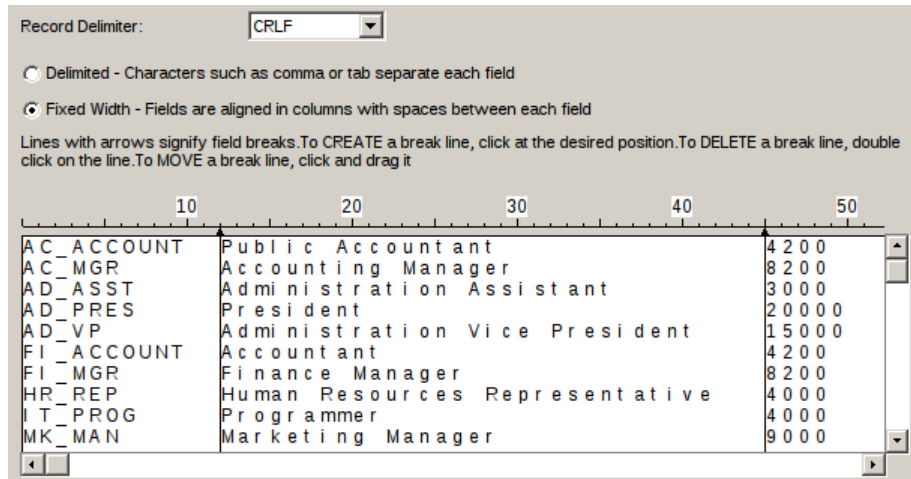 Record Delimiter: CRLF
Delimited - Characters such as comma or tab separate each field
Fixed Width - Fields are aligned in columns with spaces between each field
Lines with arrows signify field breaks.To CREATE a break line, click at the desired position.To DELETE a break line, double
click on the line.To MOVE a break line, click and drag it
10 20 30 40 50
AC_ACCOUNT Public Accountant 4200
AC_MGR Accounting Manager 8200
AD_ASST Administration Assistant 3000
AD_PRES President 20000
AD_VP Administration Vice President 15000
FI_ACCOUNT Accountant 4200
FI_MGR Finance Manager 8200
HR_REP Human Resources Representative 4000
IT_PROG Programmer 4000
MK_MAN Marketing Manager 9000